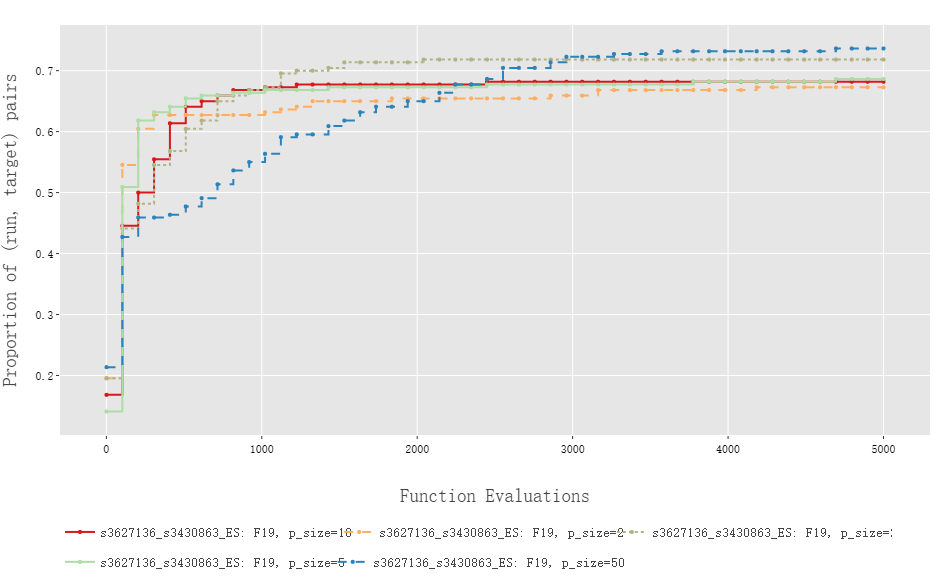 Proportion of (run, target) pairs
0.7
0.6
0.5
0.4
0.3
0.2
0 1000 2000 3000 4000 5000
Function Evaluations
s3627136_s3430863_ES: F19, p_size=10 s3627136_s3430863_ES: F19, p_size=2 s3627136_s3430863_ES: F19, p_size=
s3627136_s3430863_ES: F19, p_size=5 s3627136_s3430863_ES: F19, p_size=50